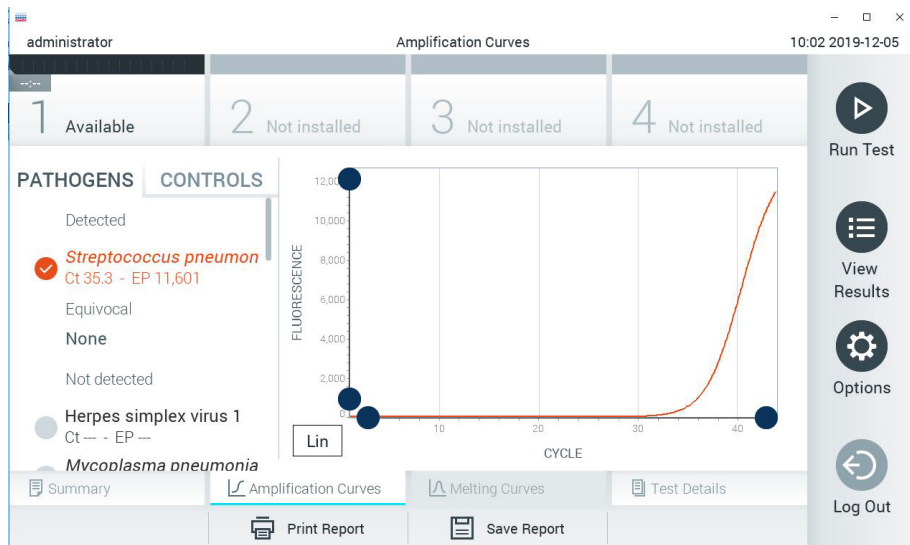 administrator
Amplification Curves
10:02 2019-12-05
--:--
1 Available
2 Not installed
3 Not installed
4 Not installed
Run Test
PATHOGENS
CONTROLS
Detected
Streptococcus pneumon
Ct 35.3 - EP 11,601
Equivocal
None
Not detected
Herpes simplex virus 1
Ct --- - EP ---
Mycoplasma pneumonia
FLUORESCENCE
12,00
10,000
8,000
6,000
4,000
2,000
0
10
20
30
40
CYCLE
Lin
View
Results
Options
Log Out
Summary
Amplification Curves
Melting Curves
Test Details
Print Report
Save Report